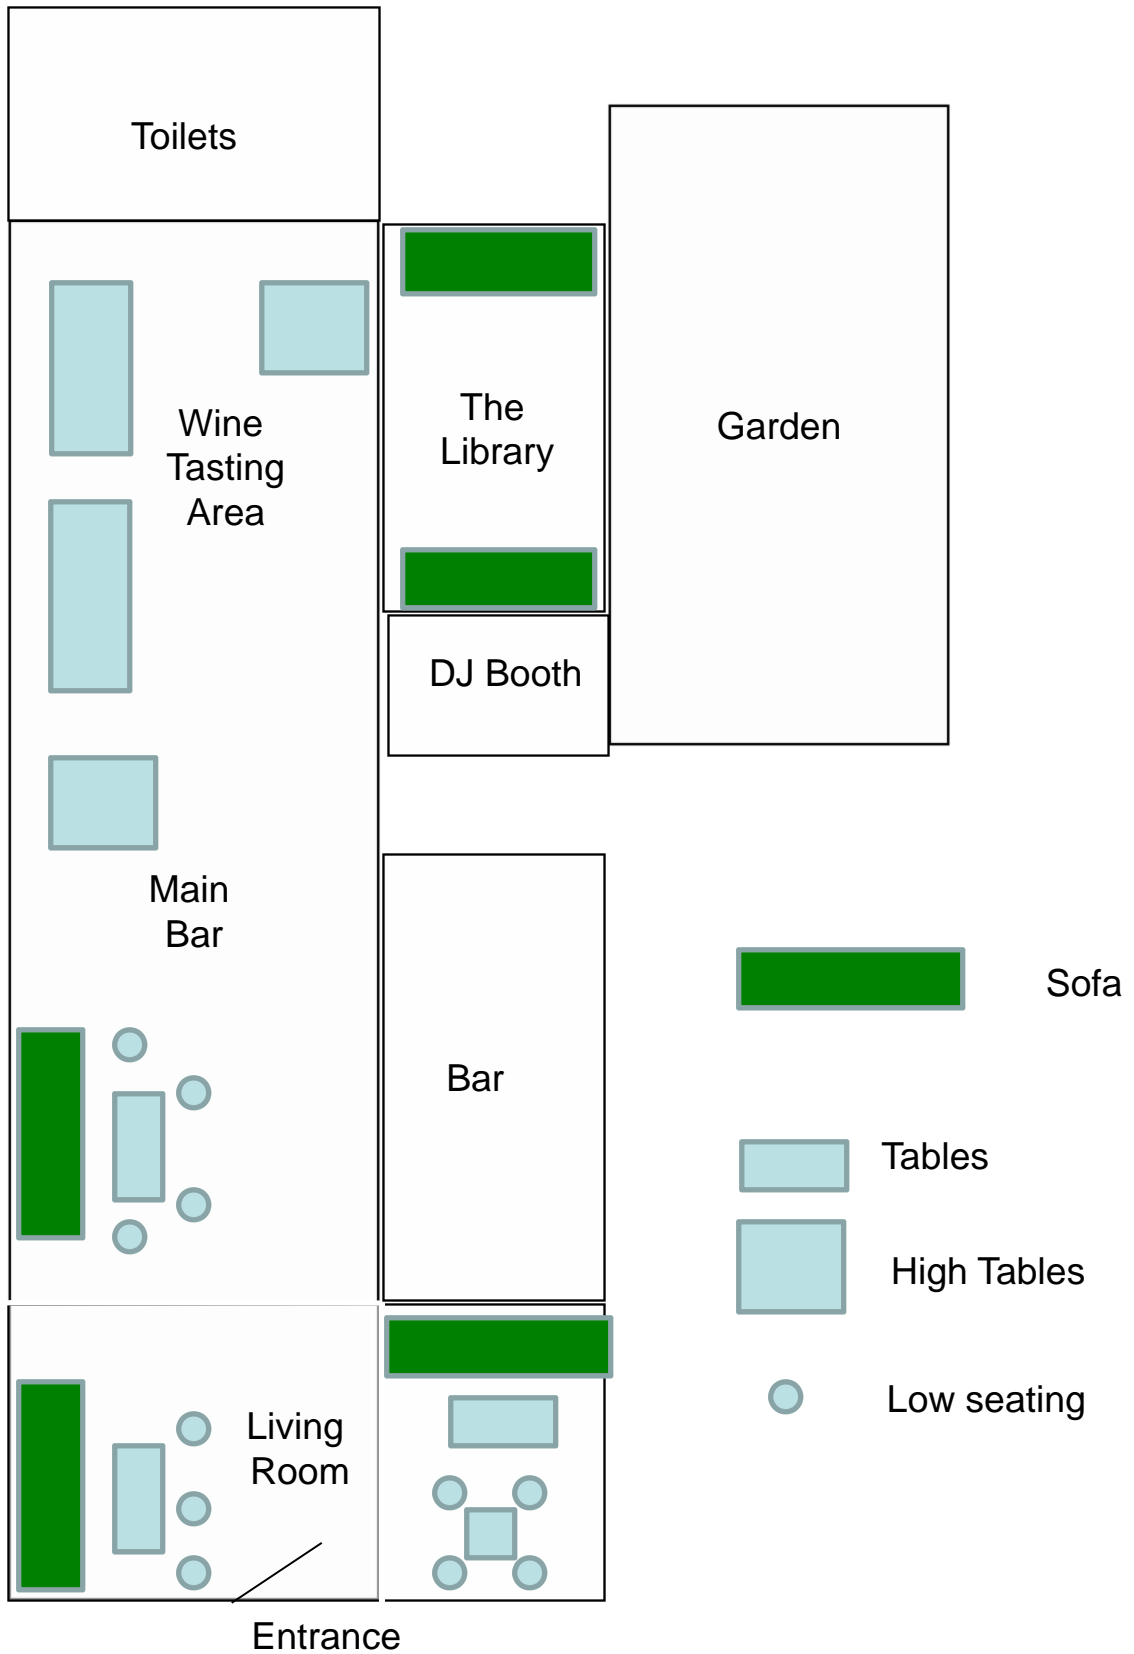 Toilets
Wine
Tasting
Area
The
Library
Garden
DJ Booth
Main
Bar
Bar
Sofa
Tables
High Tables
Low seating
Living
Room
Entrance